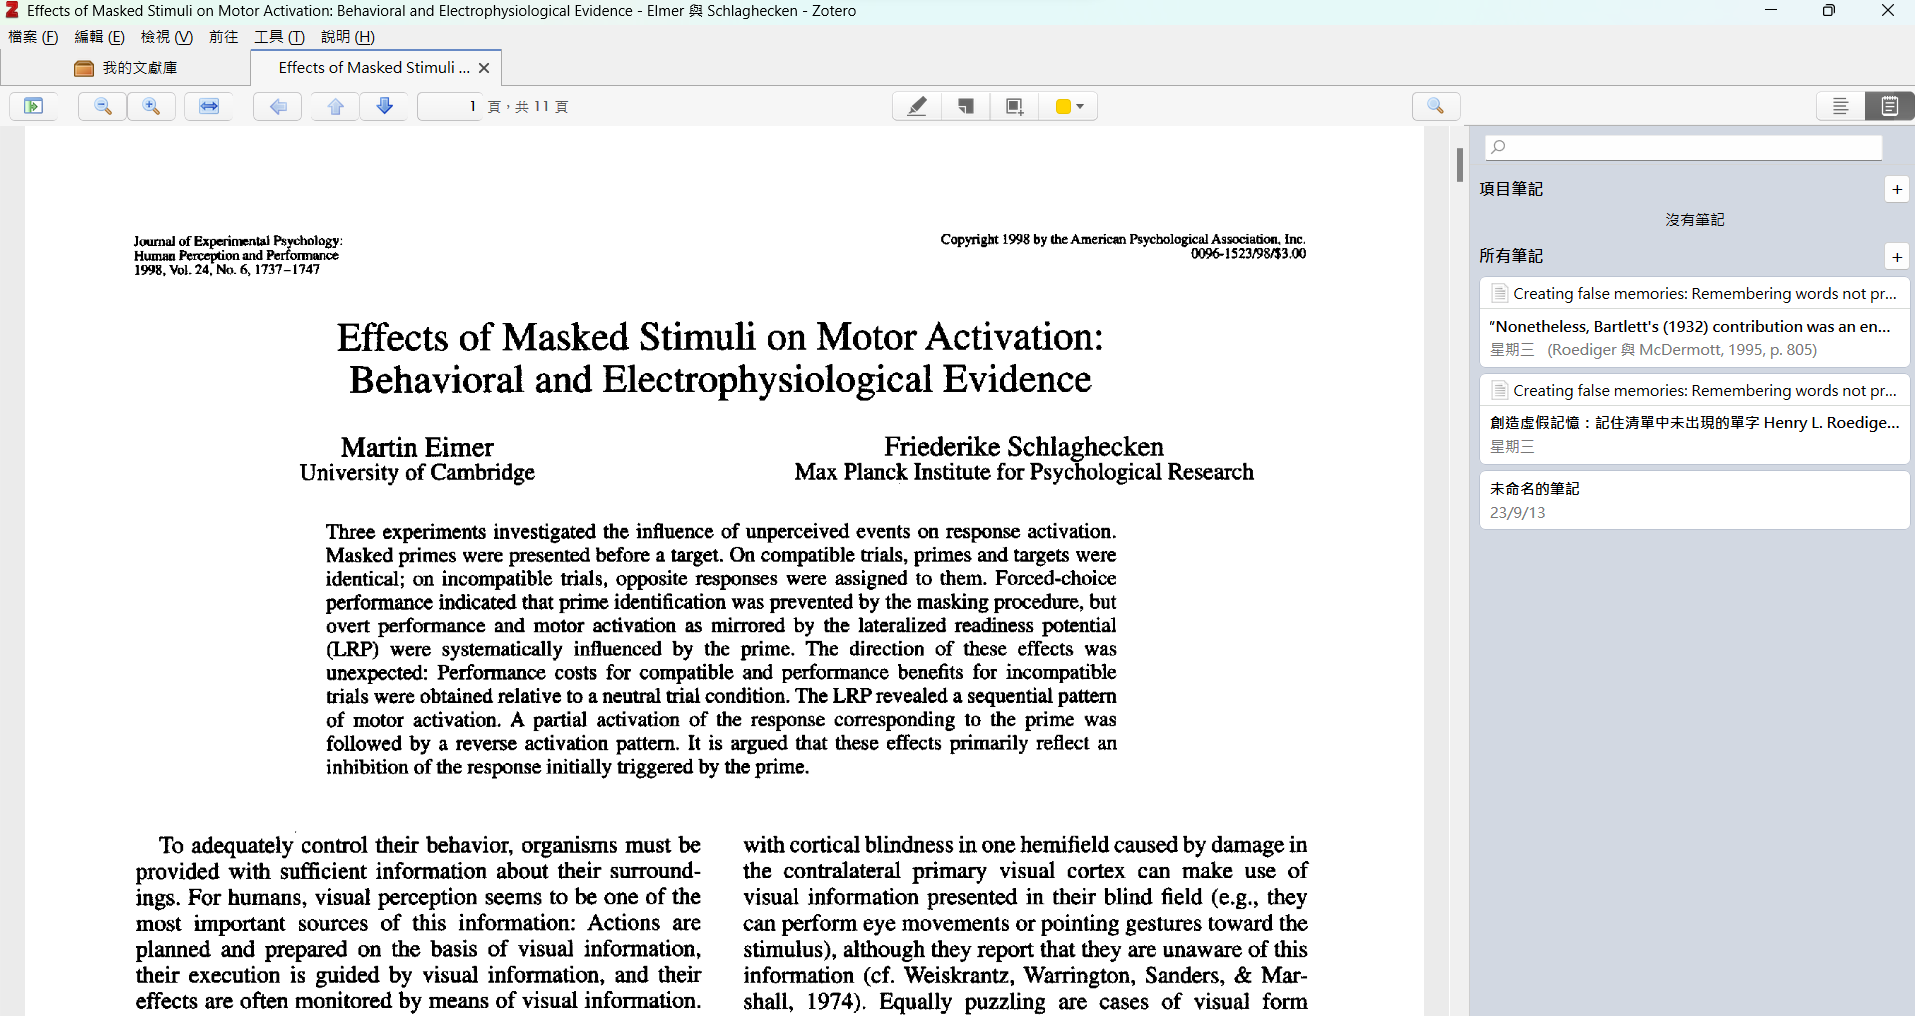 Effects of Masked Stimuli on Motor Activation: Behavioral and Electrophysiological Evidence - Elmer 與 Schlaghecken - Zotero
檔案 (F) 編輯 (E) 檢視 (V) 前往 工具 (T) 說明 (H)
我的文獻庫
Effects of Masked Stimuli ...
1 頁，共 11 頁
Journal of Experimental Psychology:
Human Perception and Performance
1998, Vol. 24, No. 6, 1737–1747
Copyright 1998 by the American Psychological Association, Inc.
0096-1523/98/$3.00
Effects of Masked Stimuli on Motor Activation:
Behavioral and Electrophysiological Evidence
Martin Eimer
University of Cambridge
Friederike Schlaghecken
Max Planck Institute for Psychological Research
Three experiments investigated the influence of unperceived events on response activation.
Masked primes were presented before a target. On compatible trials, primes and targets were
identical; on incompatible trials, opposite responses were assigned to them. Forced-choice
performance indicated that prime identification was prevented by the masking procedure, but
overt performance and motor activation as mirrored by the lateralized readiness potential
(LRP) were systematically influenced by the prime. The direction of these effects was
unexpected: Performance costs for compatible and performance benefits for incompatible
trials were obtained relative to a neutral trial condition. The LRP revealed a sequential pattern
of motor activation. A partial activation of the response corresponding to the prime was
followed by a reverse activation pattern. It is argued that these effects primarily reflect an
inhibition of the response initially triggered by the prime.
To adequately control their behavior, organisms must be
provided with sufficient information about their surround-
ings. For humans, visual perception seems to be one of the
most important sources of this information: Actions are
planned and prepared on the basis of visual information,
their execution is guided by visual information, and their
effects are often monitored by means of visual information.
with cortical blindness in one hemifield caused by damage in
the contralateral primary visual cortex can make use of
visual information presented in their blind field (e.g., they
can perform eye movements or pointing gestures toward the
stimulus), although they report that they are unaware of this
information (cf. Weiskrantz, Warrington, Sanders, & Mar-
shall, 1974). Equally puzzling are cases of visual form
項目筆記
沒有筆記
所有筆記
Creating false memories: Remembering words not pr...
“Nonetheless, Bartlett's (1932) contribution was an en...
星期三 (Roediger 與 McDermott, 1995, p. 805)
Creating false memories: Remembering words not pr...
創造虛假記憶：記住清單中未出現的單字 Henry L. Roedige...
星期三
未命名的筆記
23/9/13